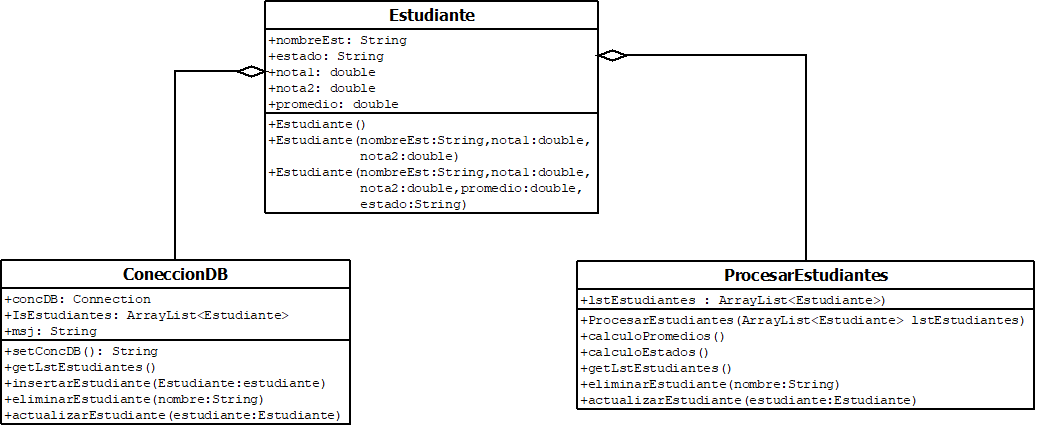 Estudiante
+nombreEst: String
+estado: String
+nota1: double
+nota2: double
+promedio: double
+Estudiante()
+Estudiante(nombreEst:String,nota1:double,
nota2:double)
+Estudiante(nombreEst:String,nota1:double,
nota2:double,promedio:double,
estado:String)
ConeccionDB
+concDB: Connection
+IsEstudiantes: ArrayList<Estudiante>
+msj: String
+setConcDB(): String
+getLstEstudiantes()
+insertarEstudiante(Estudiante:estudiante)
+eliminarEstudiante(nombre:String)
+actualizarEstudiante(estudiante:Estudiante)
ProcesarEstudiantes
+lstEstudiantes : ArrayList<Estudiante>)
+ProcesarEstudiantes(ArrayList<Estudiante> lstEstudiantes)
+calculoPromedios()
+calculoEstados()
+getLstEstudiantes()
+eliminarEstudiante(nombre:String)
+actualizarEstudiante(estudiante:Estudiante)